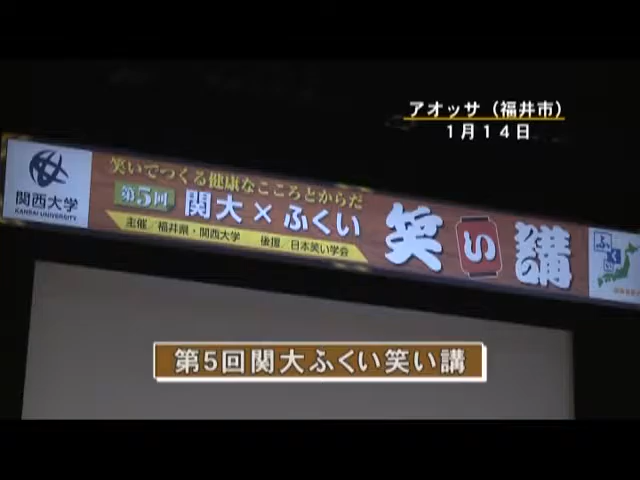 アオッサ（福井市）
1月14日
関西大学
KANSAI UNIVERSITY
笑いでつくる健康なこころとからだ
第5回 関大×ふくい
主催／福井県・関西大学 後援／日本笑い学会
笑い講
ふくい
第5回関大ふくい笑い講